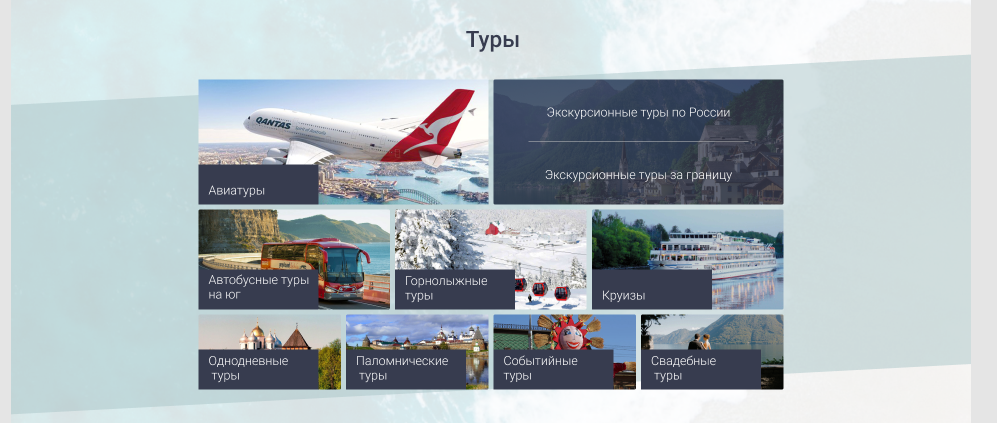 Туры
QANTAS
Авиатуры
Экскурсионные туры по России
Экскурсионные туры за границу
Автобусные туры
на юг
Горнолыжные
туры
Круизы
Однодневные
туры
Паломнические
туры
Событийные
туры
Свадебные
туры